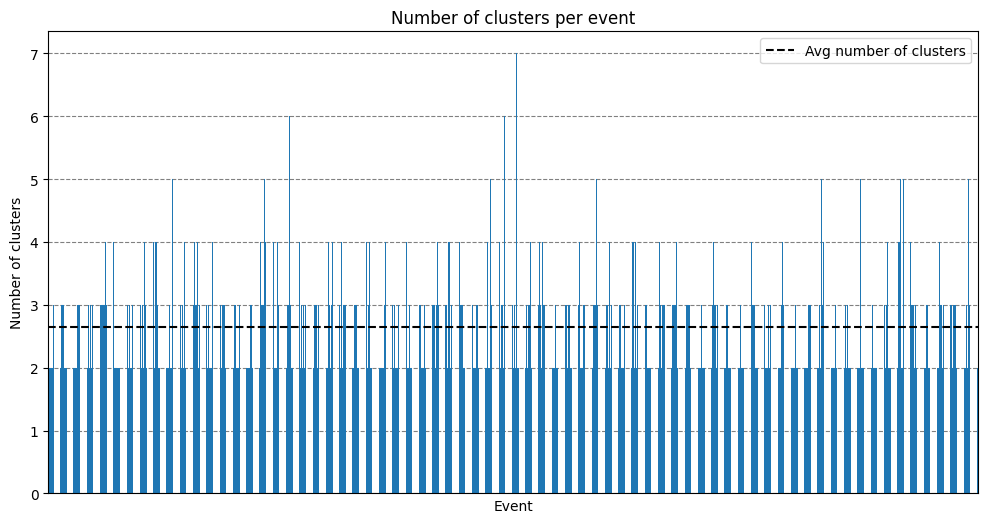 Number of clusters per event
Avg number of clusters
7
6
5
4
3
2
1
0
Number of clusters
Event